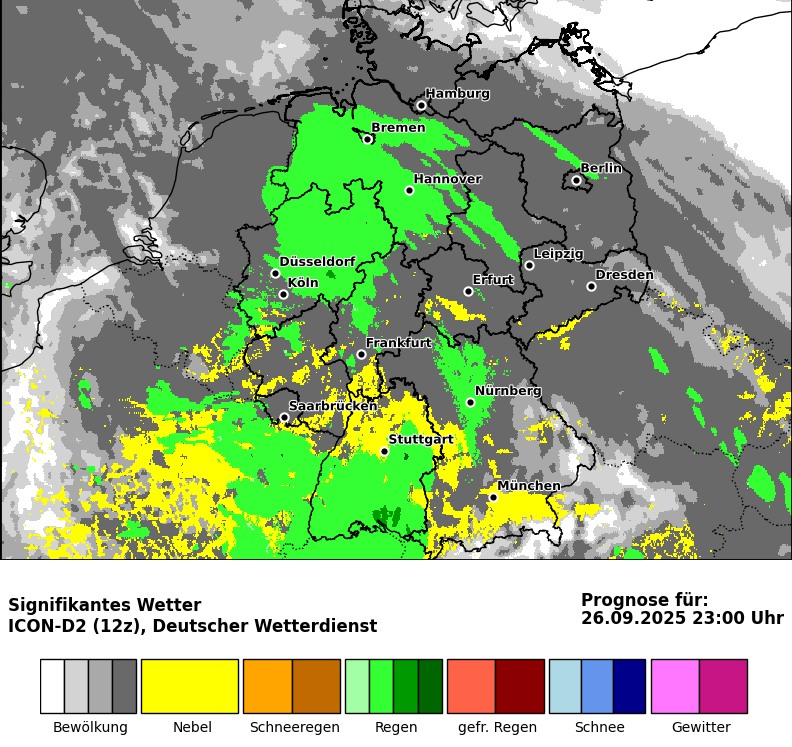 Hamburg
Bremen
Berlin
Hannover
Leipzig
Düsseldorf
Dresden
Erfurt
Köln
Frankfurt
Nürnberg
Saarbrücken
Stuttgart
München
Signifikantes Wetter
ICON-D2 (12z), Deutscher Wetterdienst
Prognose für:
26.09.2025 23:00 Uhr
Bewölkung Nebel Schneeregen Regen gefr. Regen Schnee Gewitter